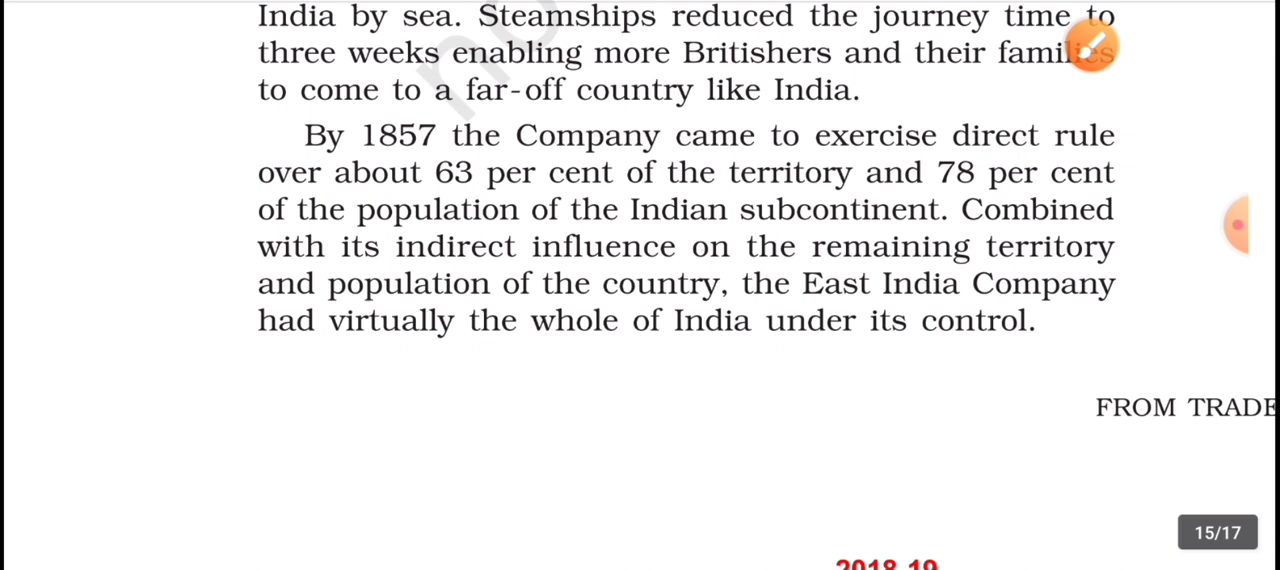 India by sea. Steamships reduced the journey time to
three weeks enabling more Britishers and their families
to come to a far-off country like India.
By 1857 the Company came to exercise direct rule
over about 63 per cent of the territory and 78 per cent
of the population of the Indian subcontinent. Combined
with its indirect influence on the remaining territory
and population of the country, the East India Company
had virtually the whole of India under its control.
FROM TRADE
15/17
2018-19